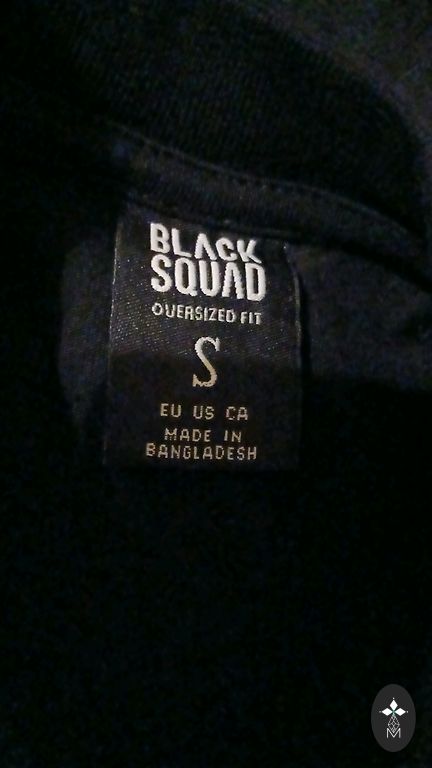 BLACK
SQUAD
OVERSIZED FIT
S
EU US CA
MADE IN
BANGLADESH
M